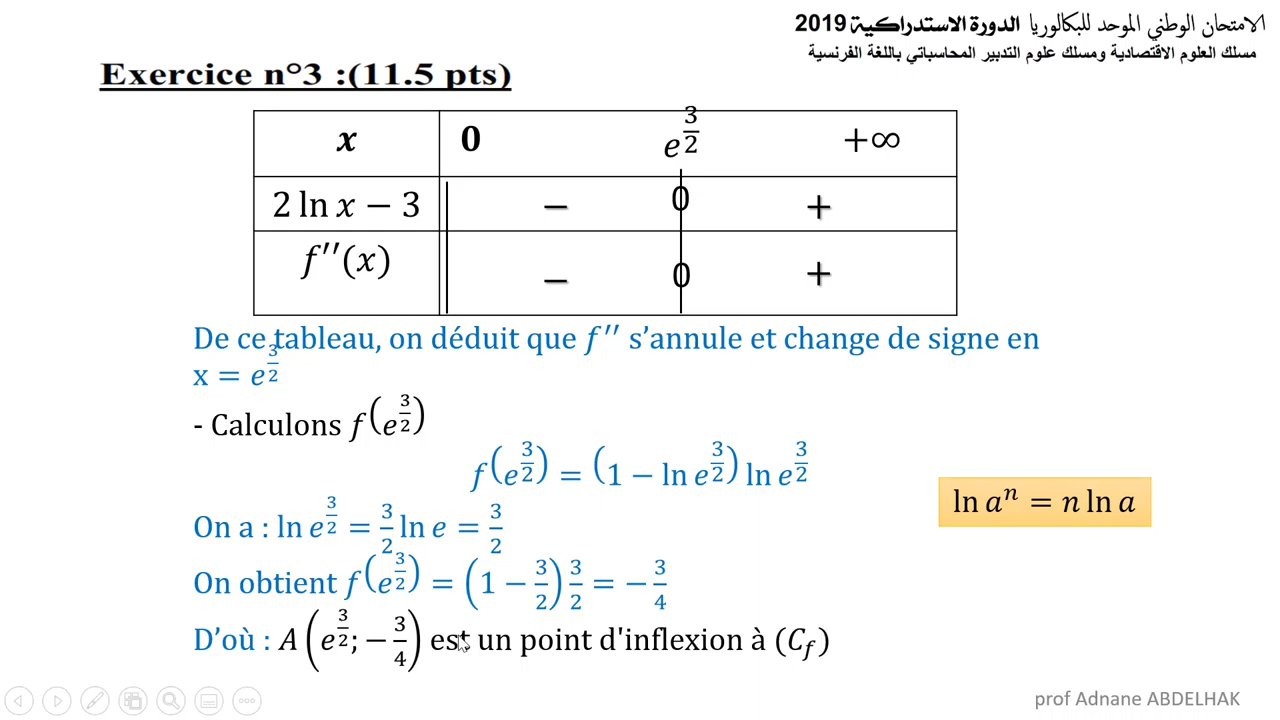 الامتحان الوطني الموحد للبكالوريا الدورة الاستدراكية 2019
مسلك العلوم الاقتصادية ومسلك علوم التدبير المحاسباتي باللغة الفرنسية
Exercice n°3 :(11.5 pts)
x 0 e^{3/2} +∞
2 ln x − 3 − 0 +
f′′(x) − 0 +
De ce tableau, on déduit que f′′ s’annule et change de signe en
x = e^{3/2}
- Calculons f(e^{3/2})
f(e^{3/2}) = (1 − ln e^{3/2}) ln e^{3/2}
ln aⁿ = n ln a
On a : ln e^{3/2} = 3/2 ln e = 3/2
On obtient f(e^{3/2}) = (1 − 3/2) 3/2 = − 3/4
D’où : A (e^{3/2}; − 3/4) est un point d'inflexion à (C_f)
prof Adnane ABDELHAK